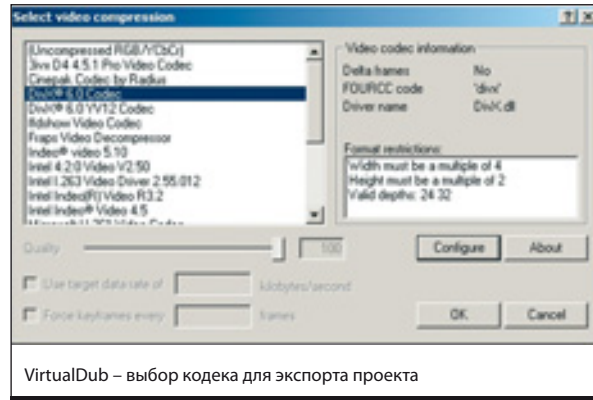 Select video compression
(Uncompressed RGB/YCbCr)
3ivx D4 4.5.1 Pro Video Codec
Cinepak Codec by Radius
DivX® 6.0 Codec
DivX® 6.0 YV12 Codec
ffdshow Video Codec
Fraps Video Decompressor
Indeo® video 5.10
Intel 4:2:0 Video V2.50
Intel I.263 Video Driver 2.55.012
Intel Indeo(R) Video R3.2
Intel Indeo® Video 4.5
Video codec information
Delta frames No
FOURCC code 'divx'
Driver name DivX.dll
Format restrictions:
Width must be a multiple of 4
Height must be a multiple of 2
Valid depths: 24 32
Quality 100
Configure About
Use target data rate of kilobytes/second
Force keyframes every frames
OK Cancel
VirtualDub – выбор кодека для экспорта проекта